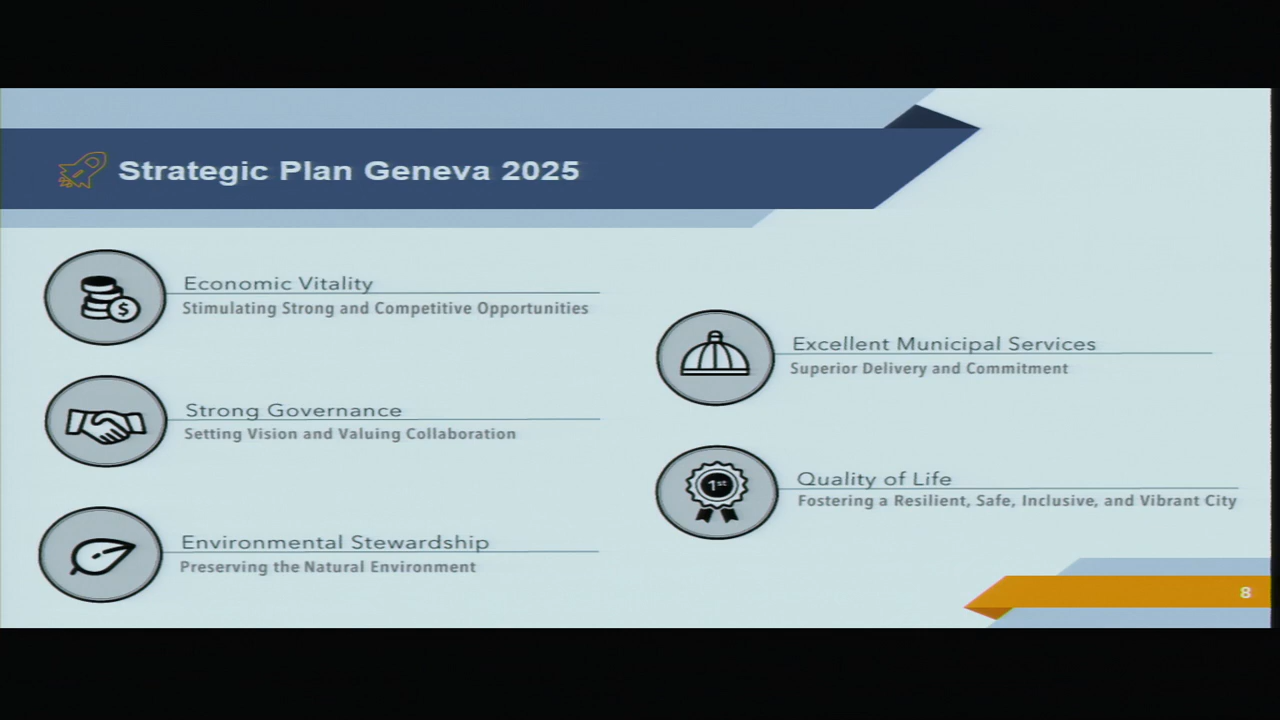 Strategic Plan Geneva 2025
Economic Vitality
Stimulating Strong and Competitive Opportunities
Strong Governance
Setting Vision and Valuing Collaboration
Environmental Stewardship
Preserving the Natural Environment
Excellent Municipal Services
Superior Delivery and Commitment
1st
Quality of Life
Fostering a Resilient, Safe, Inclusive, and Vibrant City
$
8